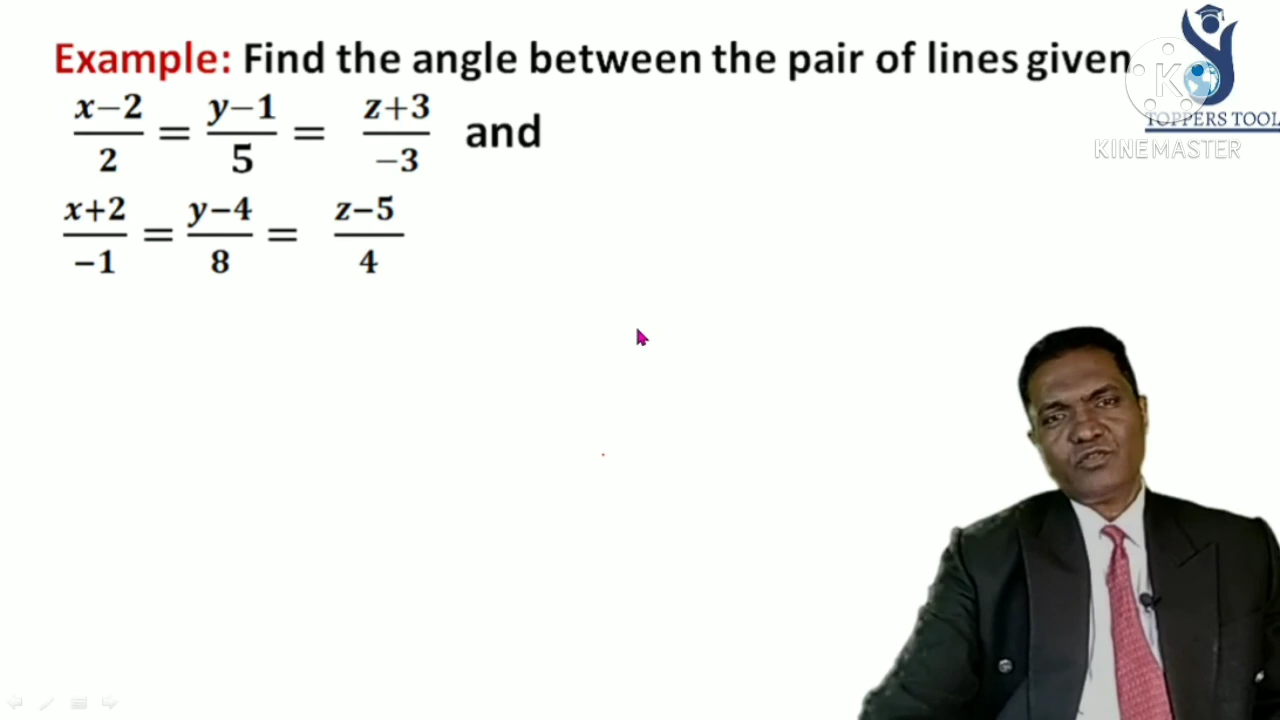 Example: Find the angle between the pair of lines given
x−2/2 = y−1/5 = z+3/−3 and
x+2/−1 = y−4/8 = z−5/4
K
TOPPERS TOOL
KINEMASTER